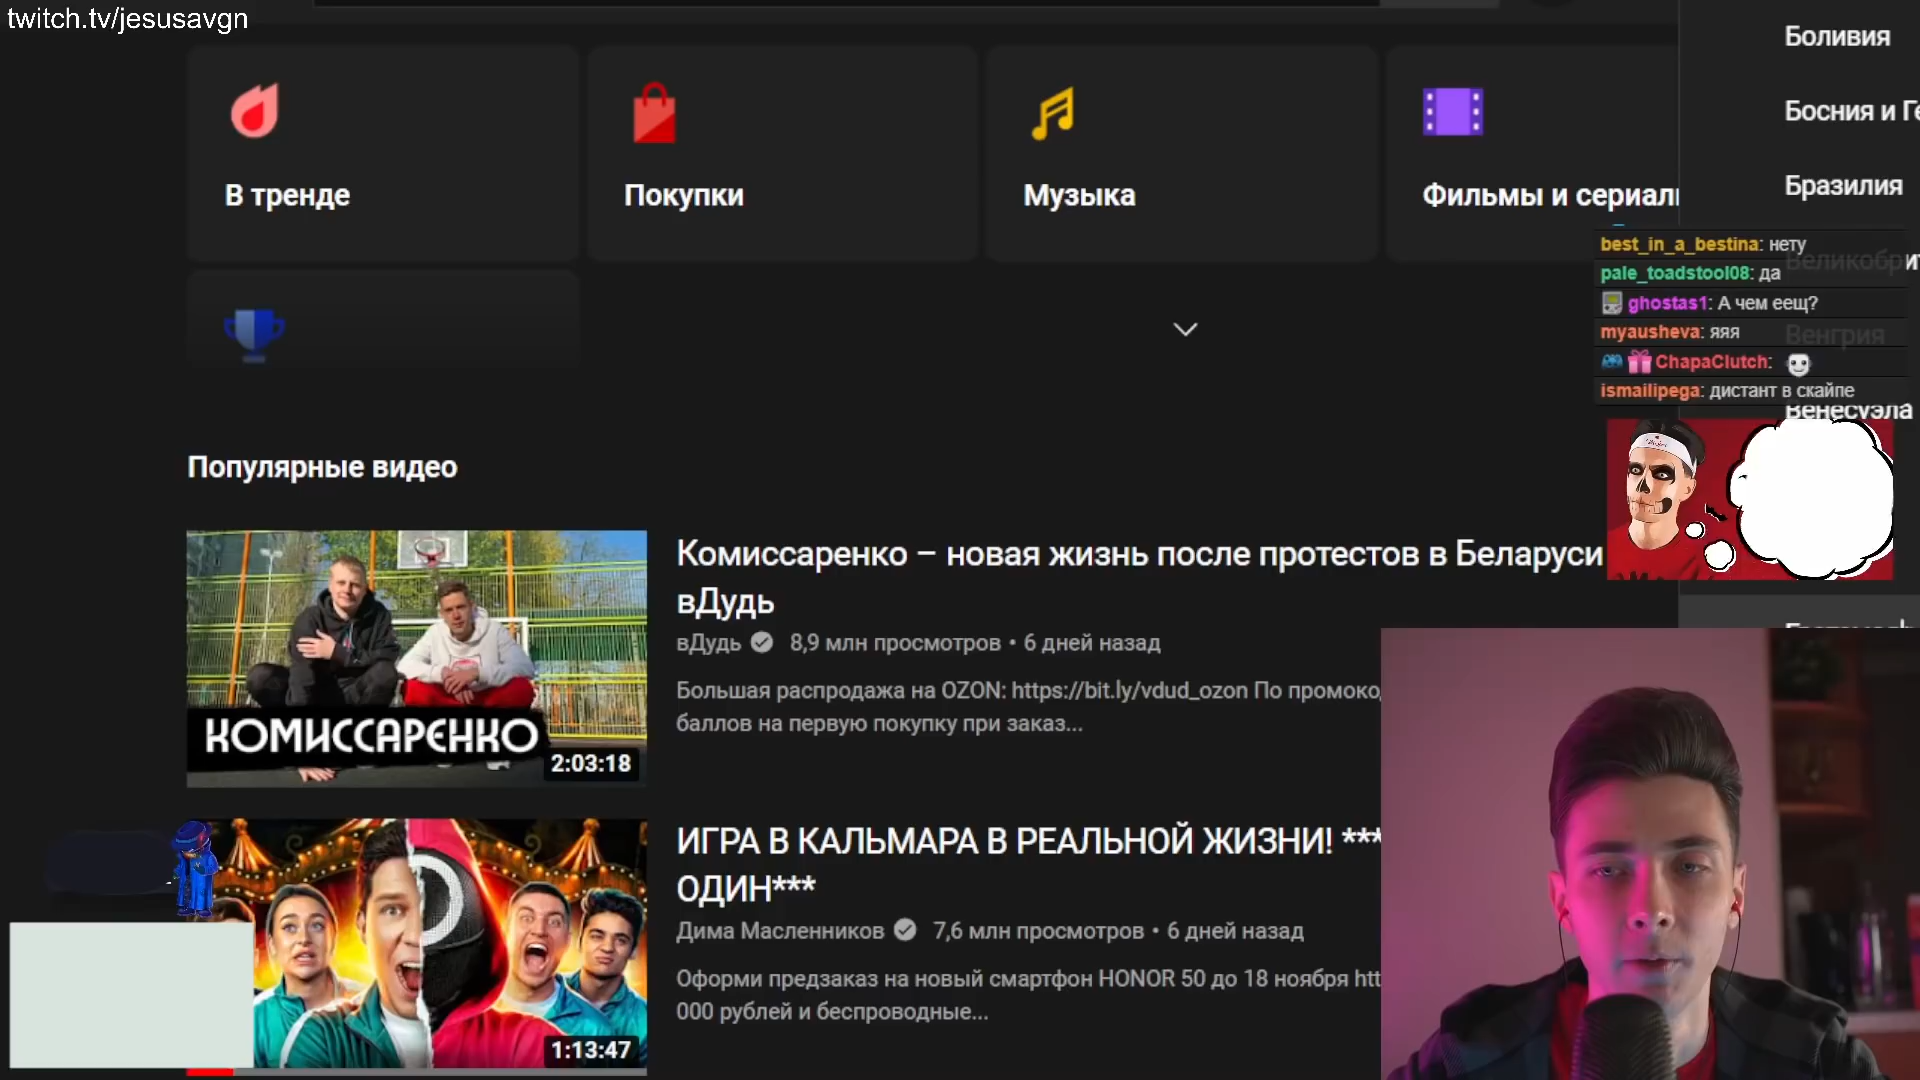 twitch.tv/jesusavgn
В тренде
Покупки
Музыка
Фильмы и сериал
Боливия
Босния и Ге
Бразилия
Великобрит
Венгрия
Венесуэла
best_in_a_bestina: нету
pale_toadstool08: да
ghostas1: А чем еещ?
myausheva: яяя
ChapaClutch:
ismailipega: дистант в скайпе
Популярные видео
Комиссаренко – новая жизнь после протестов в Беларуси
вДудь
вДудь 8,9 млн просмотров • 6 дней назад
Большая распродажа на OZON: https://bit.ly/vdud_ozon По промоко
баллов на первую покупку при заказ...
КОМИССАРЕНКО
2:03:18
ИГРА В КАЛЬМАРА В РЕАЛЬНОЙ ЖИЗНИ! ***
ОДИН***
Дима Масленников 7,6 млн просмотров • 6 дней назад
Оформи предзаказ на новый смартфон HONOR 50 до 18 ноября htt
000 рублей и беспроводные...
1:13:47